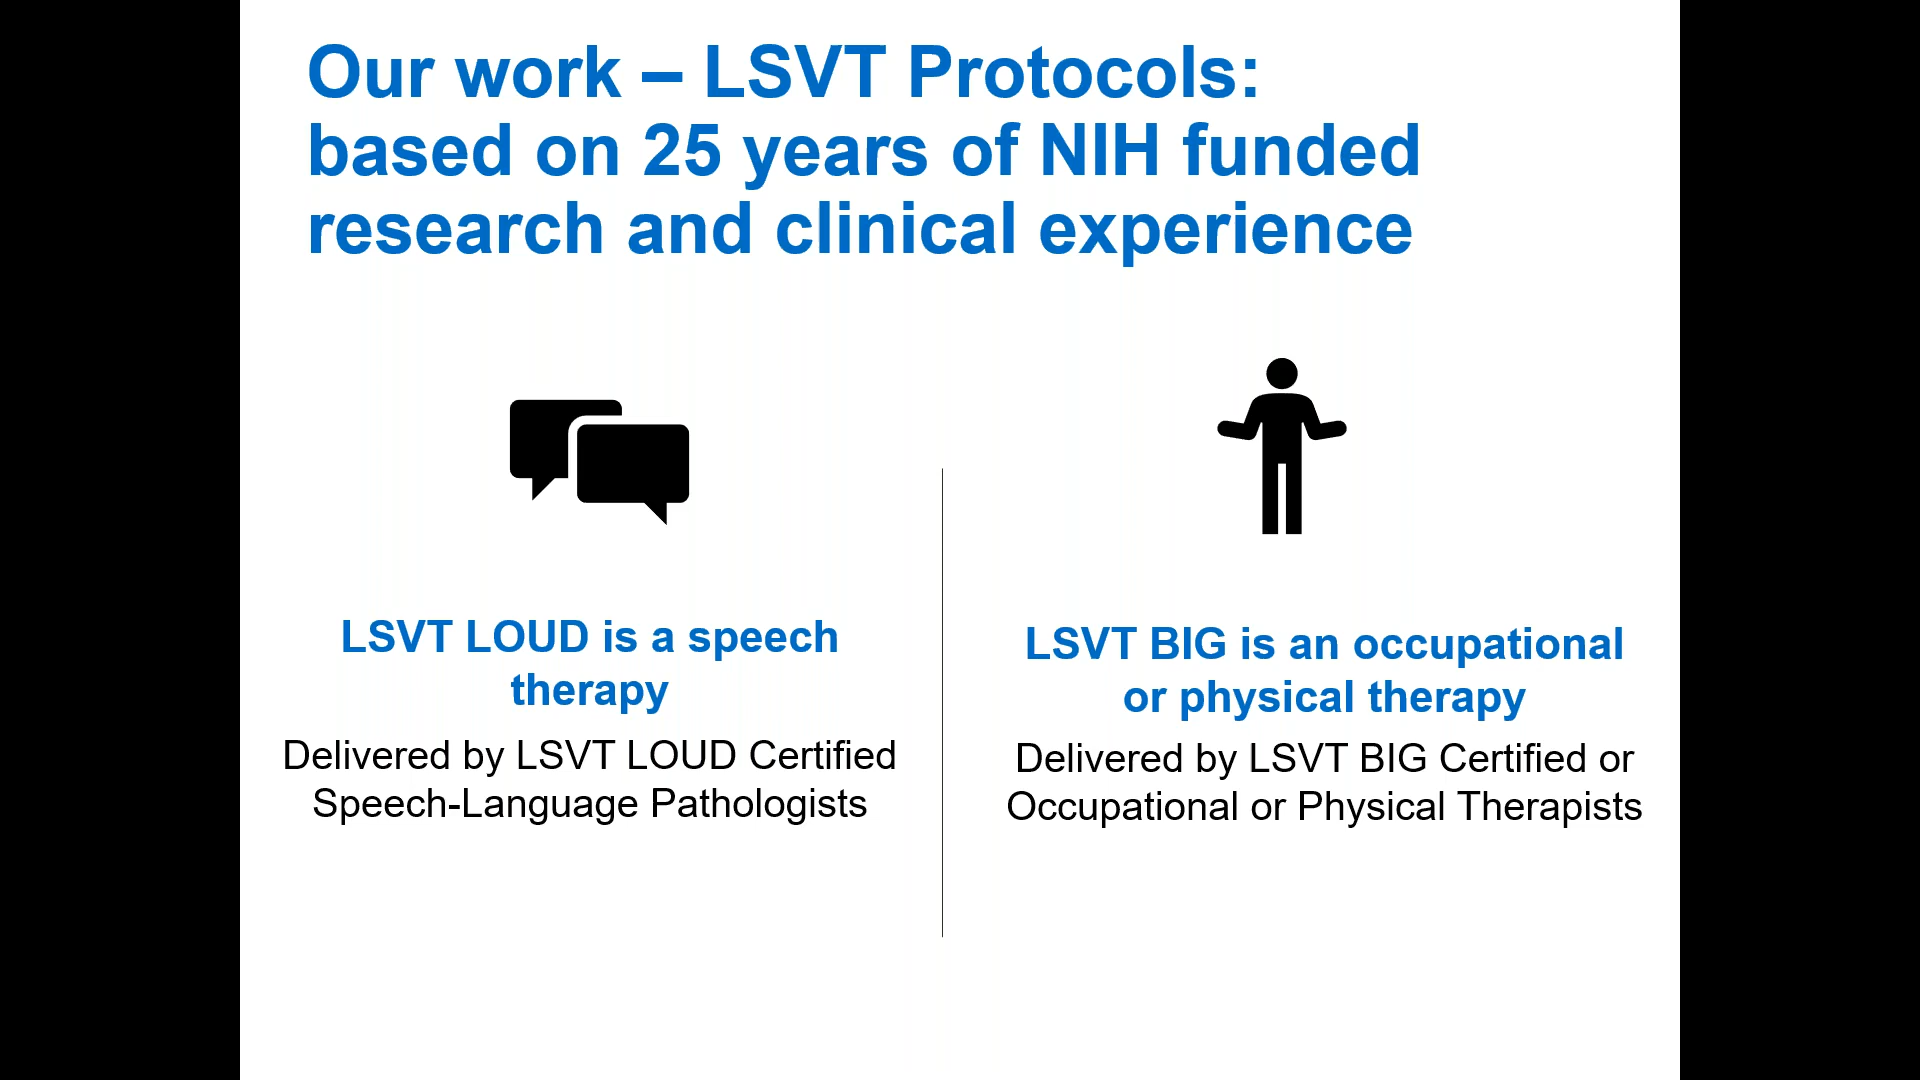 Our work – LSVT Protocols:
based on 25 years of NIH funded
research and clinical experience
LSVT LOUD is a speech
therapy
Delivered by LSVT LOUD Certified
Speech-Language Pathologists
LSVT BIG is an occupational
or physical therapy
Delivered by LSVT BIG Certified or
Occupational or Physical Therapists